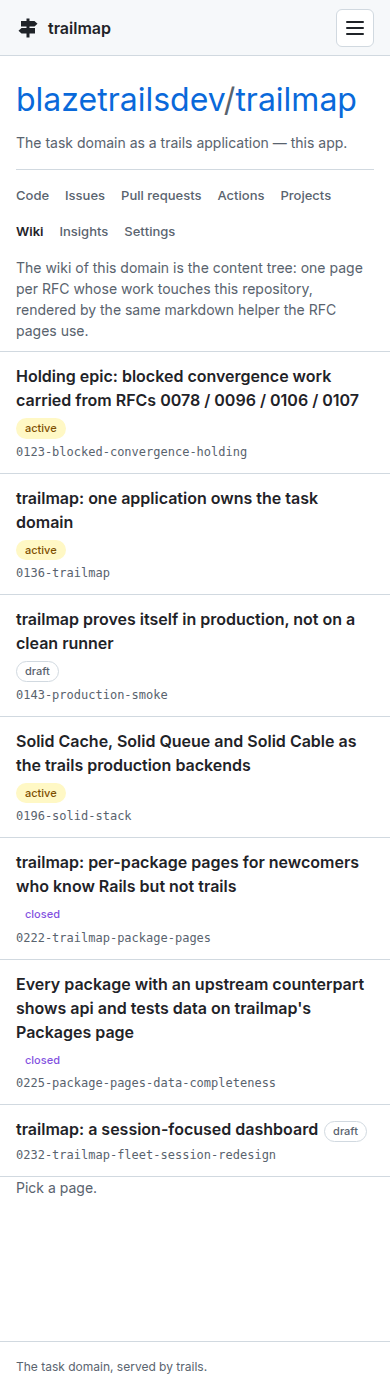 trailmap
blazetrailsdev/trailmap
The task domain as a trails application — this app.
Code Issues Pull requests Actions Projects
Wiki Insights Settings
The wiki of this domain is the content tree: one page
per RFC whose work touches this repository,
rendered by the same markdown helper the RFC
pages use.
Holding epic: blocked convergence work
carried from RFCs 0078 / 0096 / 0106 / 0107
active
0123-blocked-convergence-holding
trailmap: one application owns the task
domain
active
0136-trailmap
trailmap proves itself in production, not on a
clean runner
draft
0143-production-smoke
Solid Cache, Solid Queue and Solid Cable as
the trails production backends
active
0196-solid-stack
trailmap: per-package pages for newcomers
who know Rails but not trails
closed
0222-trailmap-package-pages
Every package with an upstream counterpart
shows api and tests data on trailmap's
Packages page
closed
0225-package-pages-data-completeness
trailmap: a session-focused dashboard draft
0232-trailmap-fleet-session-redesign
Pick a page.
The task domain, served by trails.